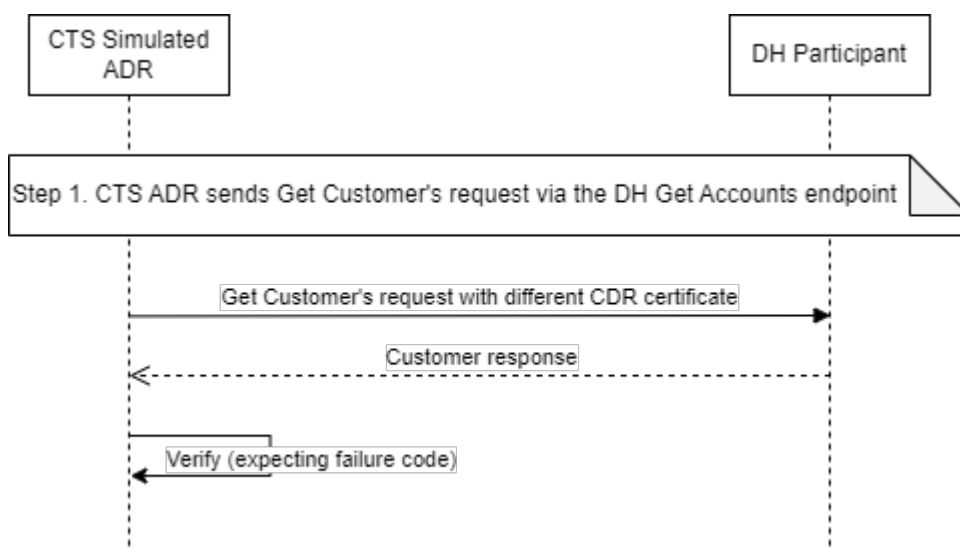 CTS Simulated
ADR
DH Participant
Step 1. CTS ADR sends Get Customer's request via the DH Get Accounts endpoint
Get Customer's request with different CDR certificate
Customer response
Verify (expecting failure code)